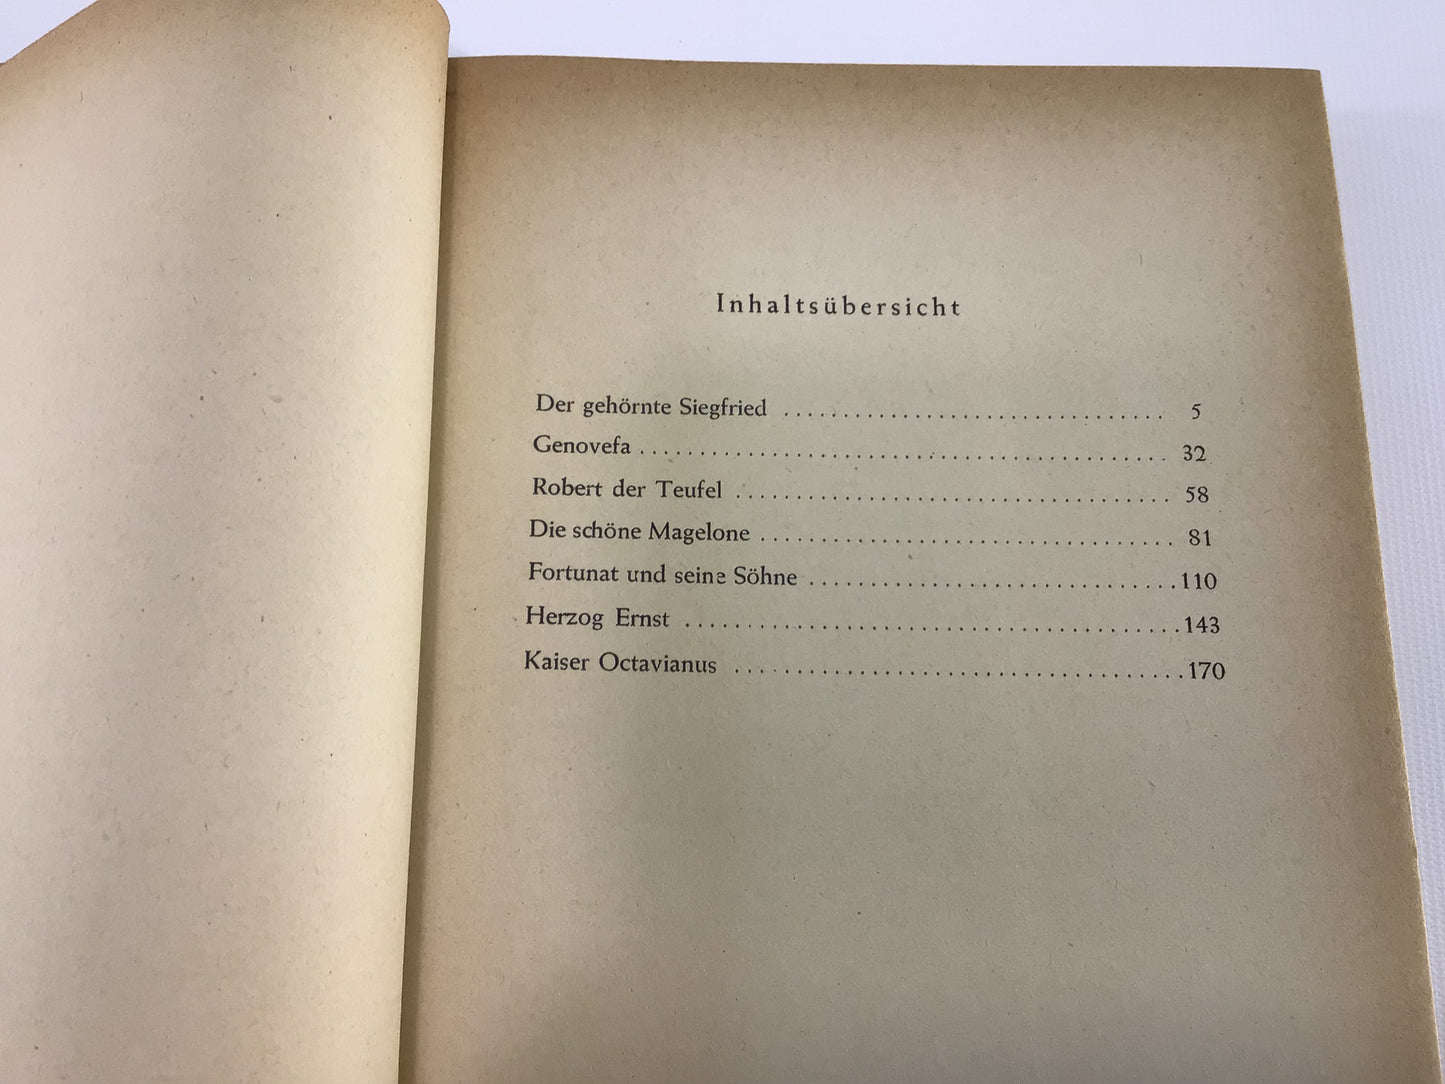 Inhaltsübersicht
Der gehörnte Siegfried ................................ 5
Genovefa ............................................ 32
Robert der Teufel .................................... 58
Die schöne Magelone .................................. 81
Fortunat und seine Söhne ..............................110
Herzog Ernst .........................................143
Kaiser Octavianus .....................................170